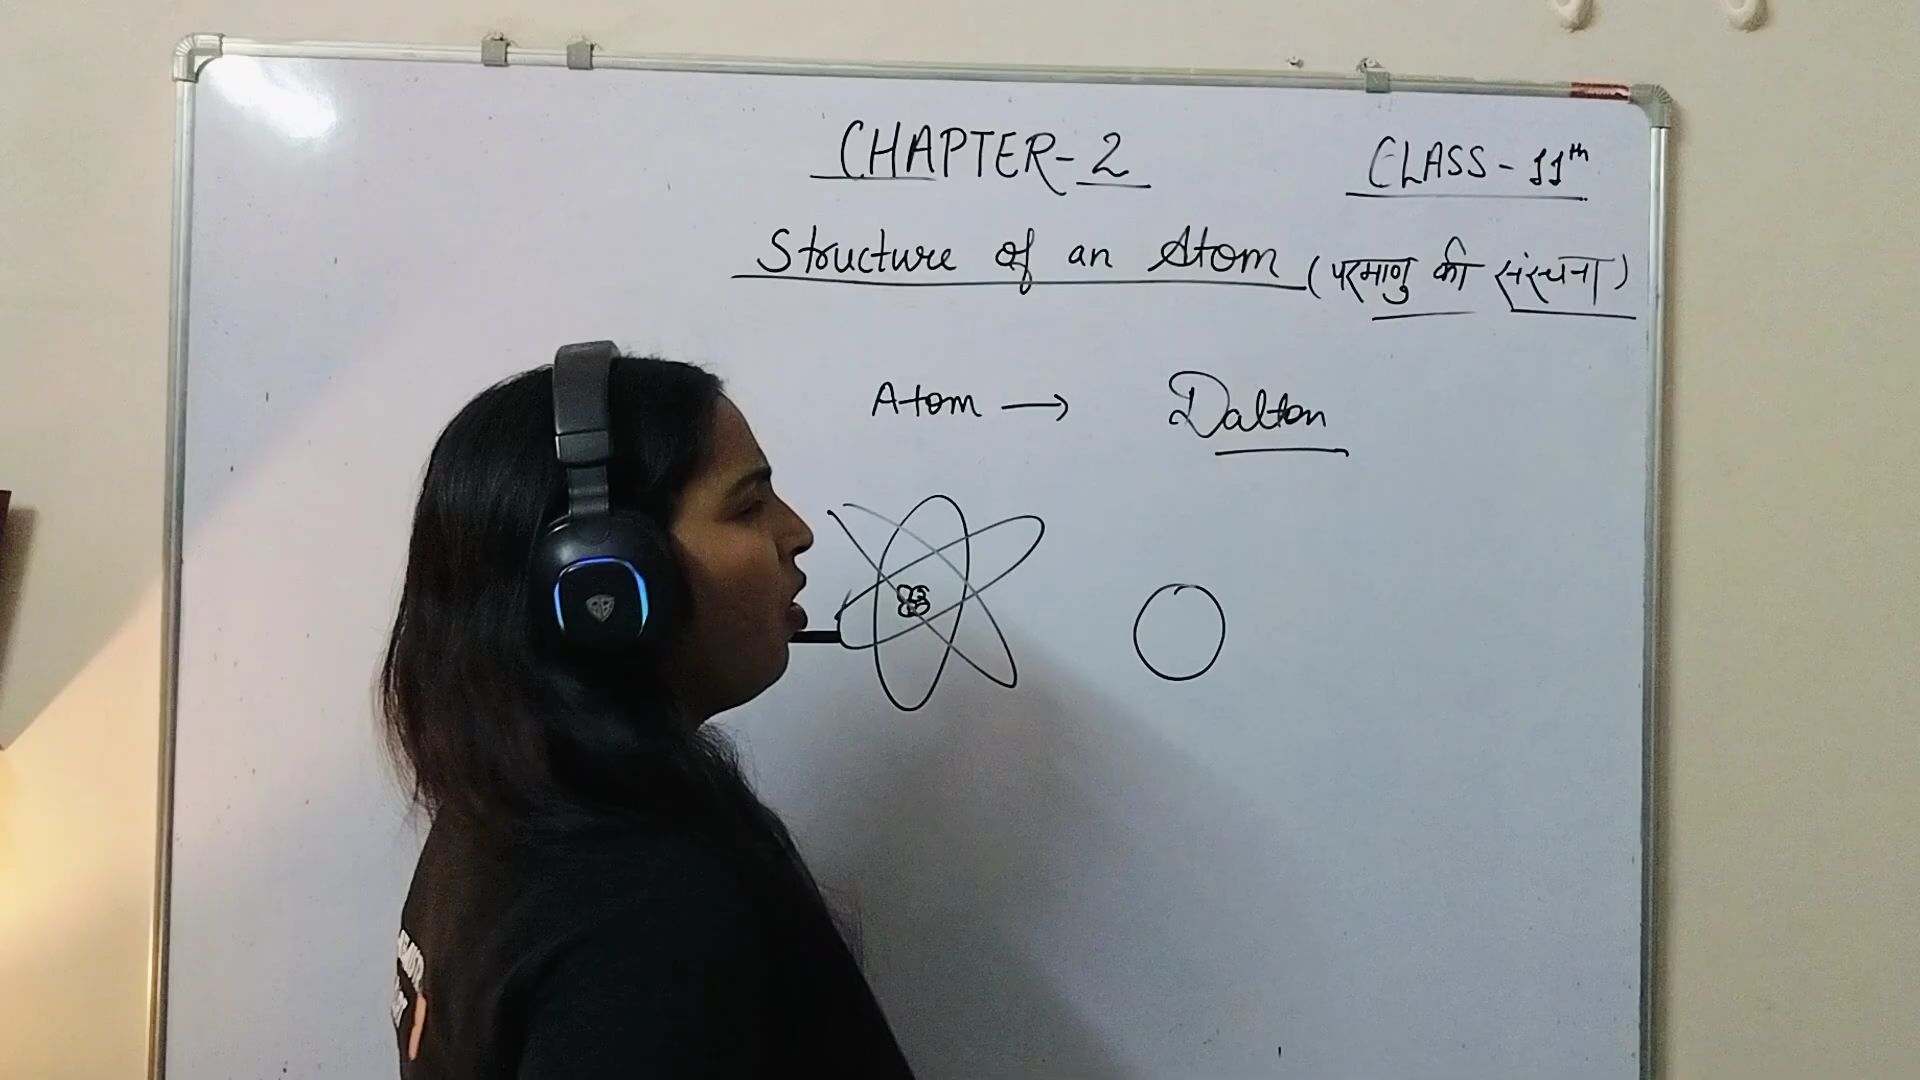 CHAPTER-2
CLASS - 11th
Structure of an Atom (परमाणु की संरचना)
Atom → Dalton